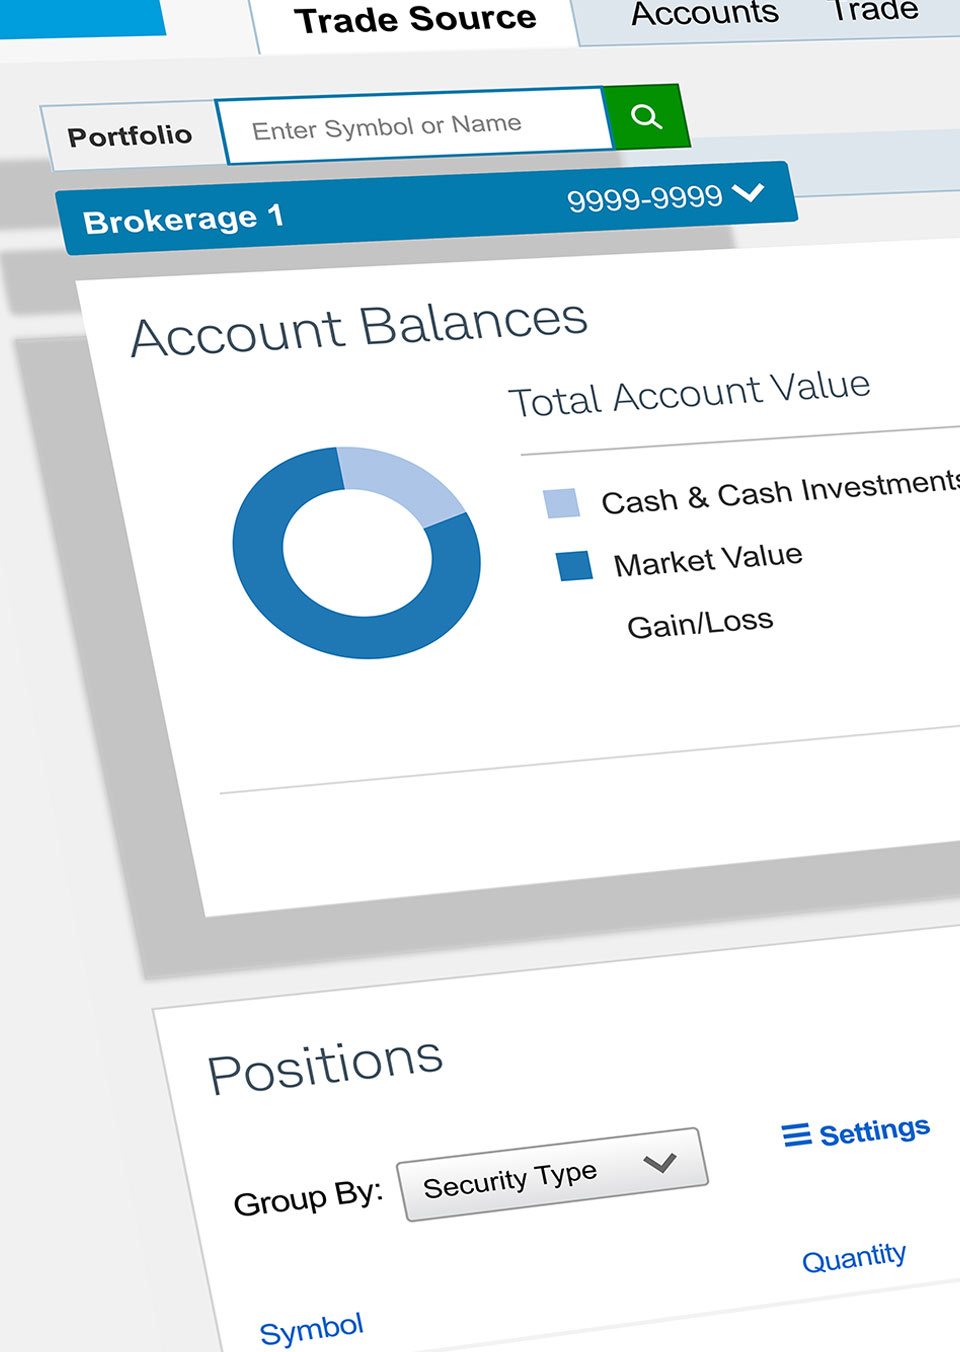 Trade Source
Accounts
Trade
Portfolio
Enter Symbol or Name
Brokerage 1
9999-9999
Account Balances
Total Account Value
Cash & Cash Investments
Market Value
Gain/Loss
Positions
Settings
Group By:
Security Type
Quantity
Symbol